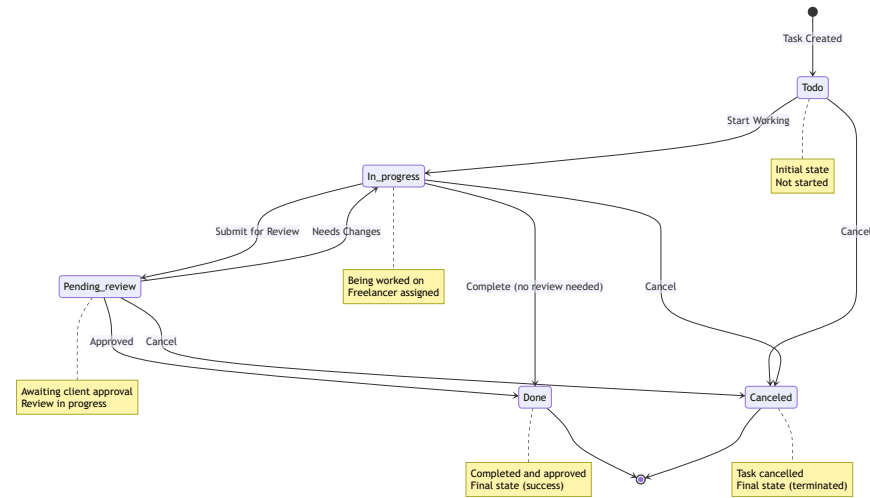 Task Created
Todo
Start Working
Initial state
Not started
In_progress
Cancel
Submit for Review
Needs Changes
Being worked on
Freelancer assigned
Complete (no review needed)
Cancel
Pending_review
Approved
Cancel
Awaiting client approval
Review in progress
Done
Canceled
Completed and approved
Final state (success)
Task cancelled
Final state (terminated)